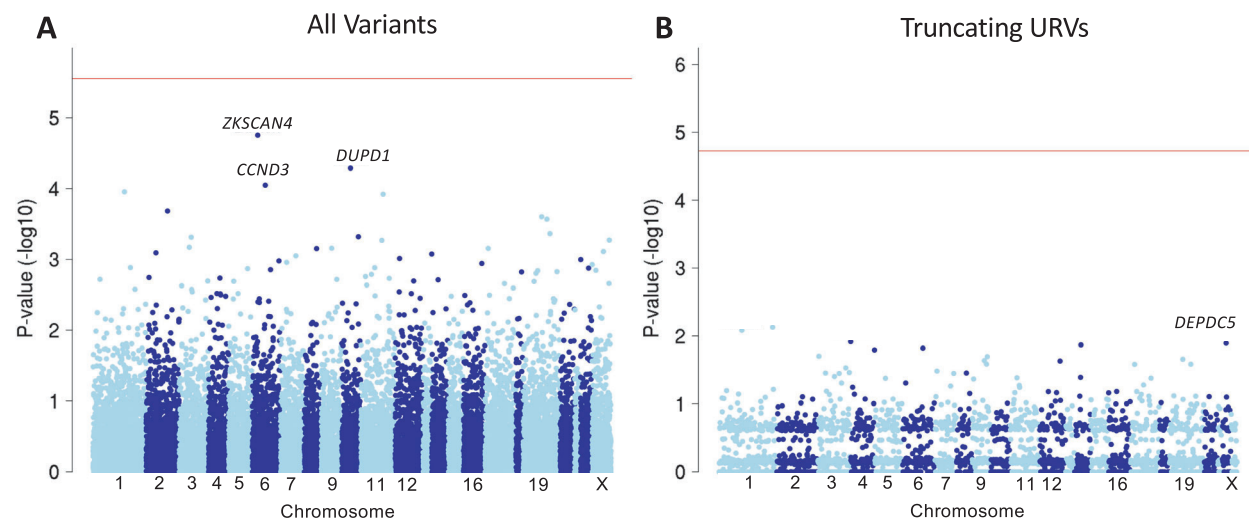 A
All Variants
P-value (-log10)
5
4
3
2
1
0
ZKSCAN4
CCND3
DUPD1
1 2 3 4 5 6 7 9 11 12 16 19 X
Chromosome
B
Truncating URVs
P-value (-log10)
6
5
4
3
2
1
0
DEPDC5
1 2 3 4 5 6 7 9 11 12 16 19 X
Chromosome